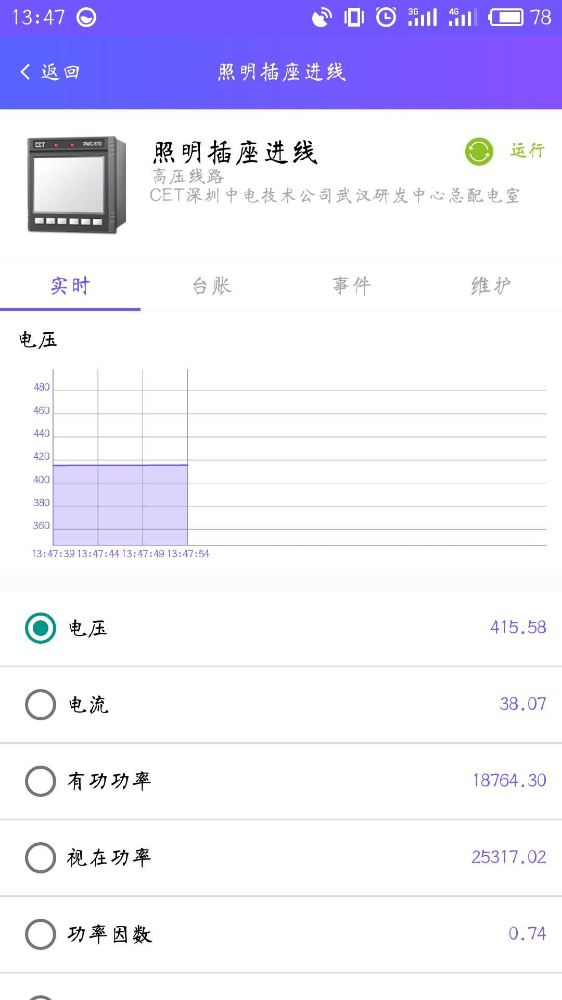 13:47 3G 4G 78
返回 照明插座进线
CET PMC-670
照明插座进线 运行
高压线路
CET深圳中电技术公司武汉研发中心总配电室
实时 台账 事件 维护
电压
480
460
440
420
400
380
360
13:47:39 13:47:44 13:47:49 13:47:54
电压 415.58
电流 38.07
有功功率 18764.30
视在功率 25317.02
功率因数 0.74